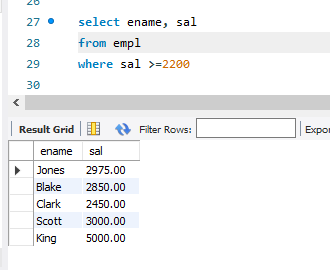 27 select ename, sal
28 from empl
29 where sal >=2200
30
Result Grid Filter Rows: Expor
ename sal
Jones 2975.00
Blake 2850.00
Clark 2450.00
Scott 3000.00
King 5000.00